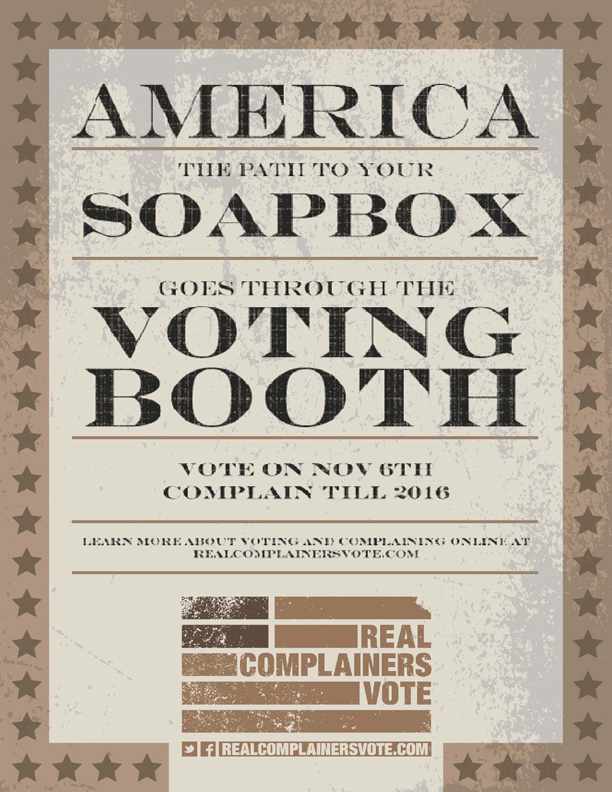 AMERICA
THE PATH TO YOUR
SOAPBOX
GOES THROUGH THE
VOTING
BOOTH
VOTE ON NOV 6TH
COMPLAIN TILL 2016
LEARN MORE ABOUT VOTING AND COMPLAINING ONLINE AT
REALCOMPLAINERSVOTE.COM
REAL
COMPLAINERS
VOTE
REALCOMPLAINERSVOTE.COM